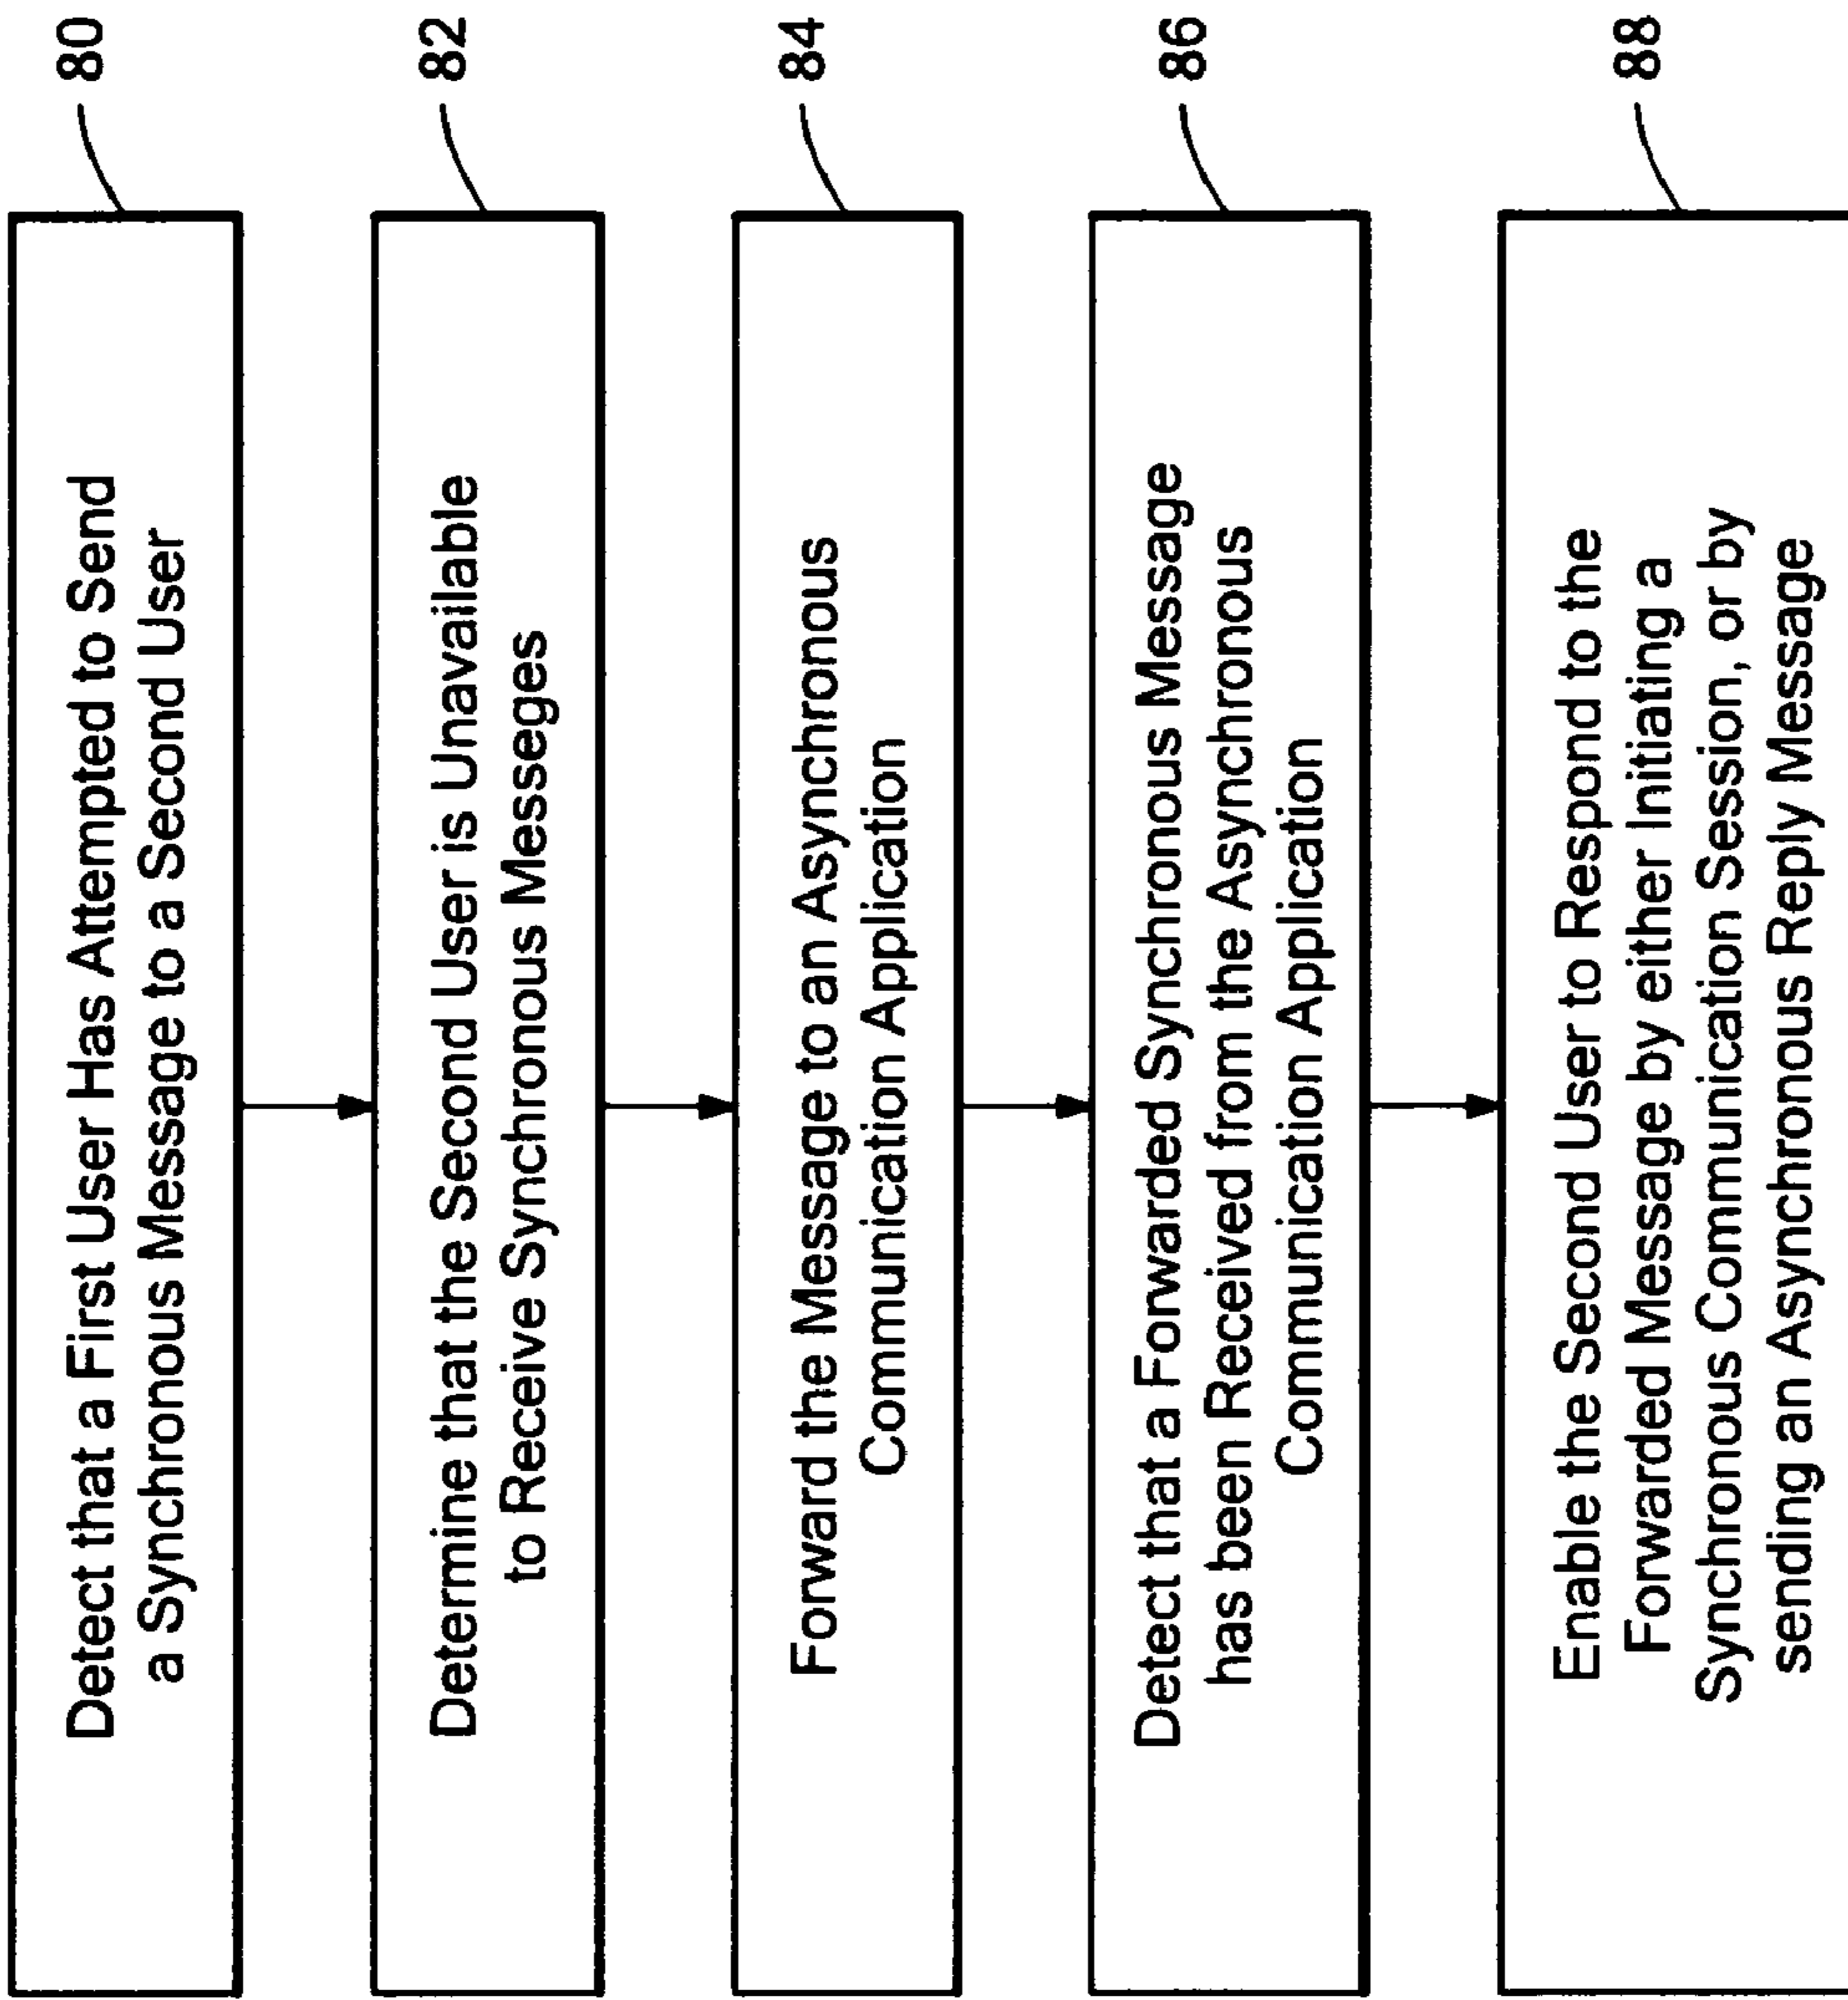 Detect that a First User Has Attempted to Send
a Synchronous Message to a Second User
80
Determine that the Second User is Unavailable
to Receive Synchronous Messeges
82
Forward the Message to an Asynchronous
Communication Application
84
Detect that a Forwarded Synchronous Message
has been Received from the Asynchronous
Communication Application
86
Enable the Second User to Respond to the
Forwarded Message by either Initiating a
Synchronous Communication Session, or by
sending an Asynchronous Reply Message
88